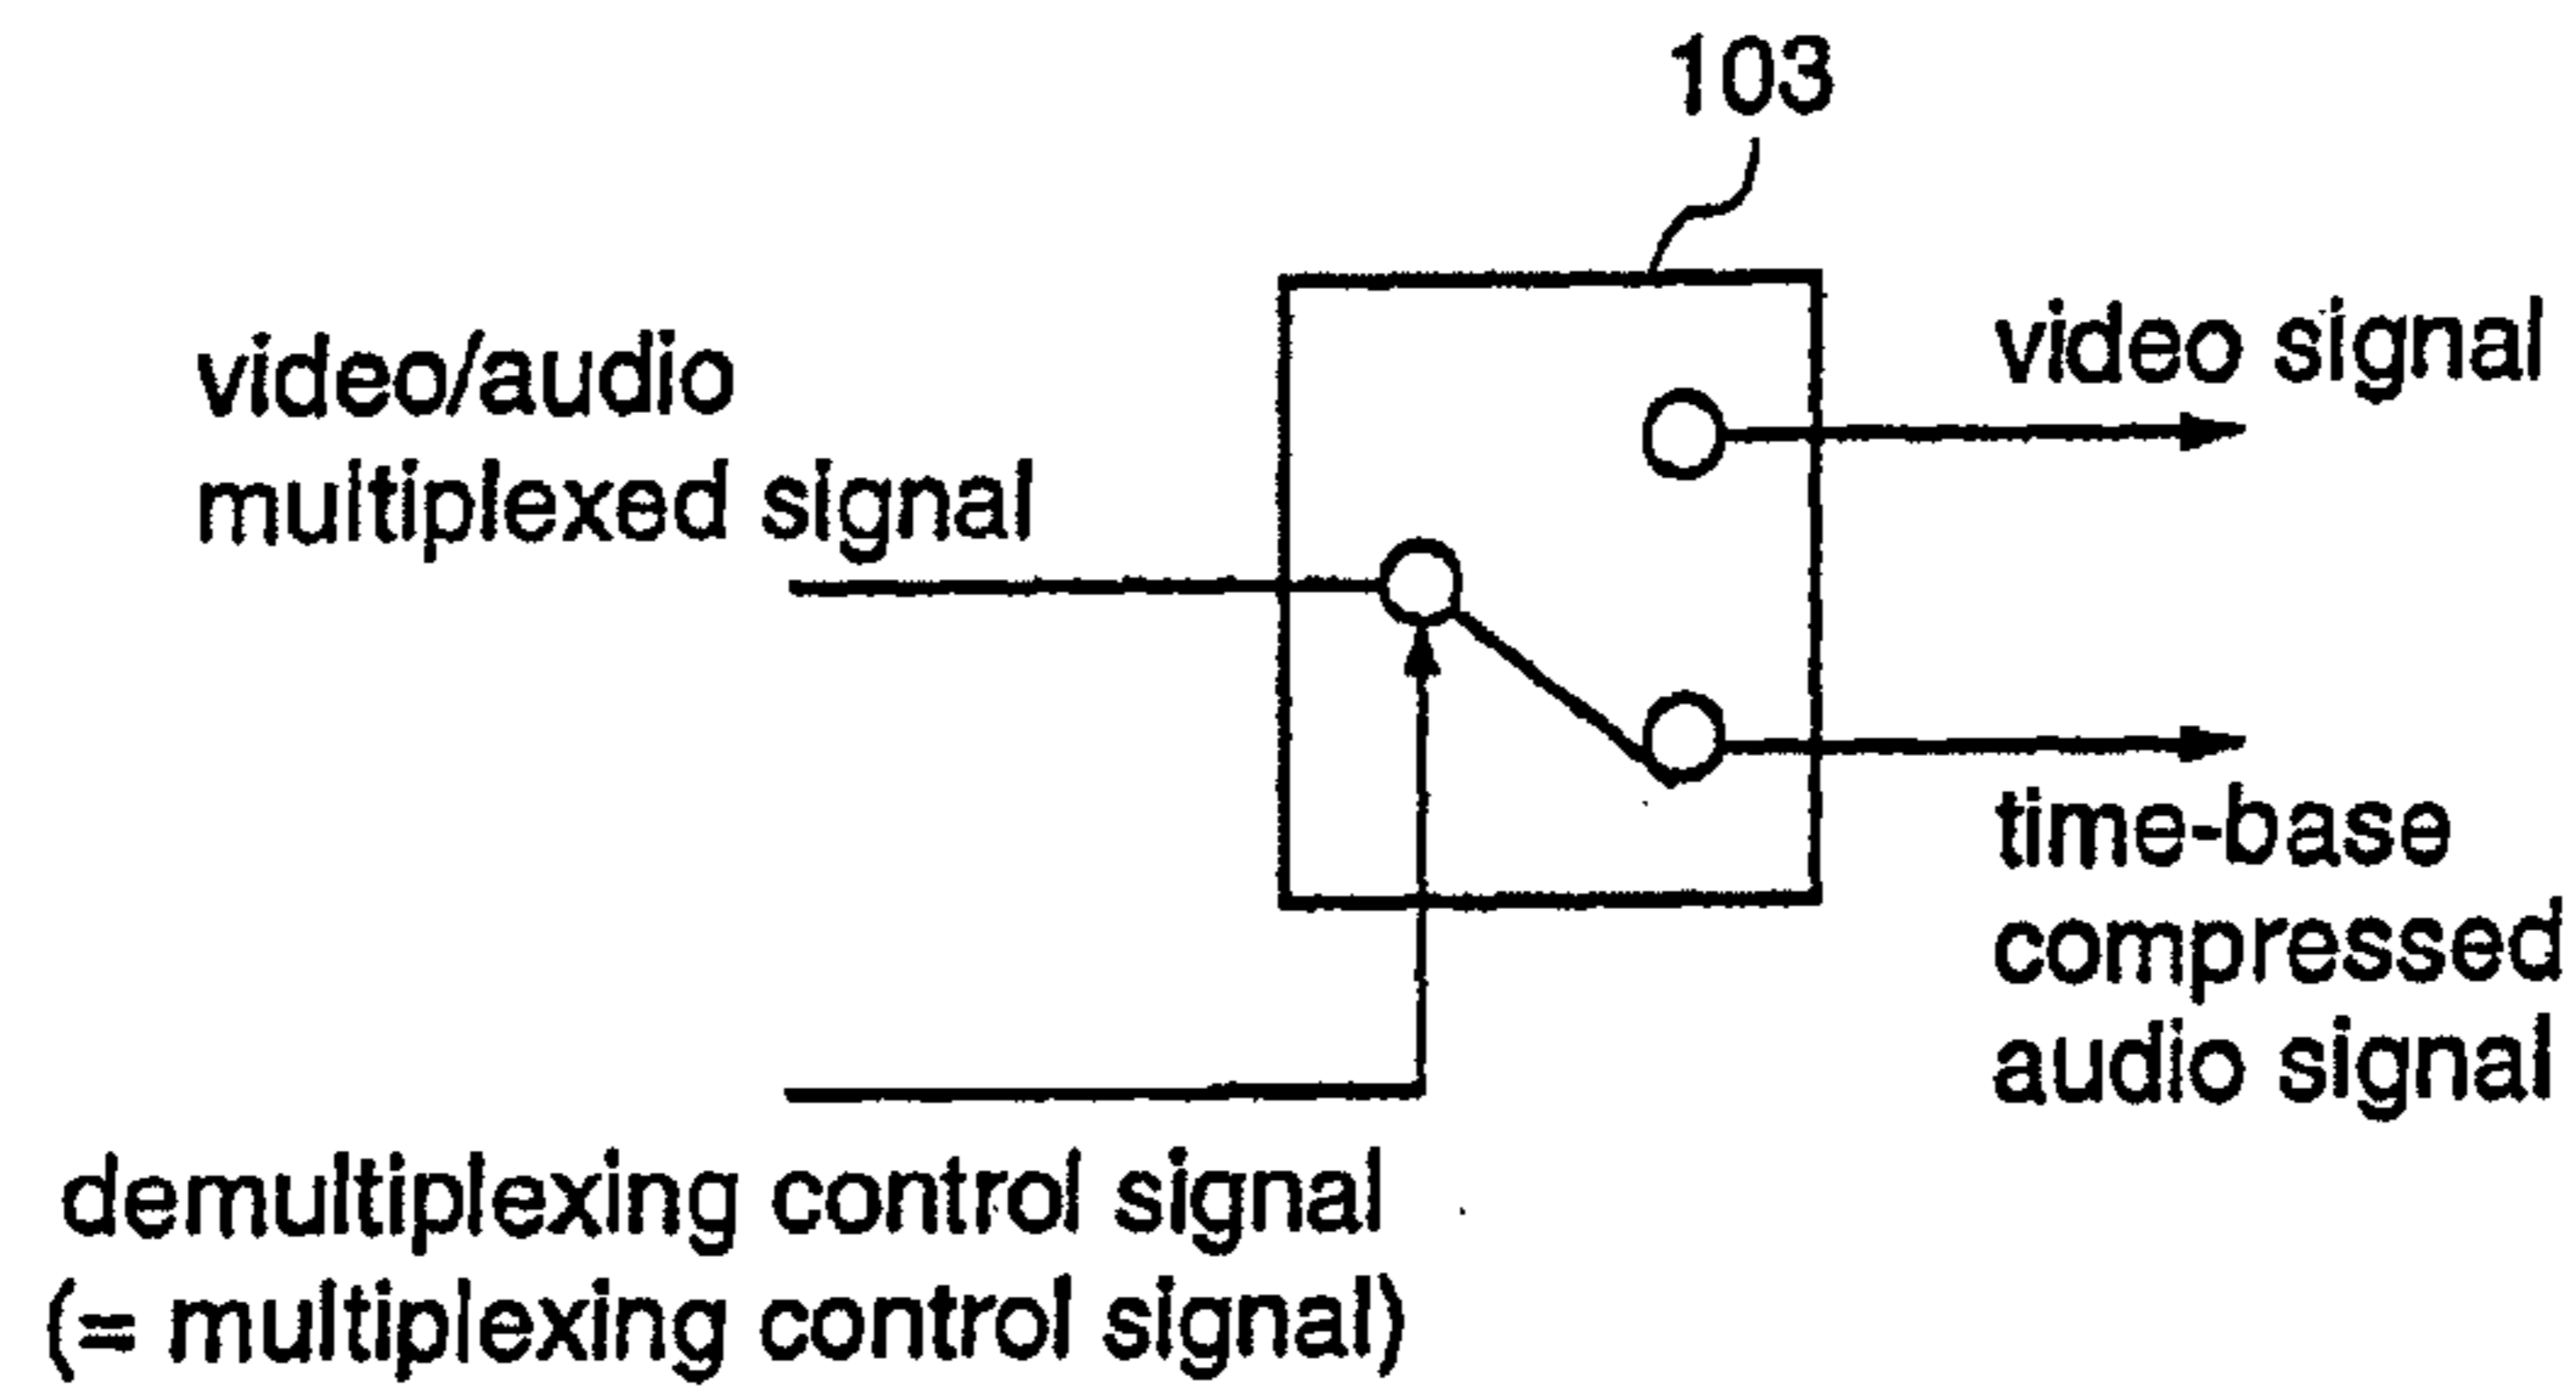 103
video/audio
multiplexed signal
video signal
time-base
compressed
audio signal
demultiplexing control signal
(= multiplexing control signal)